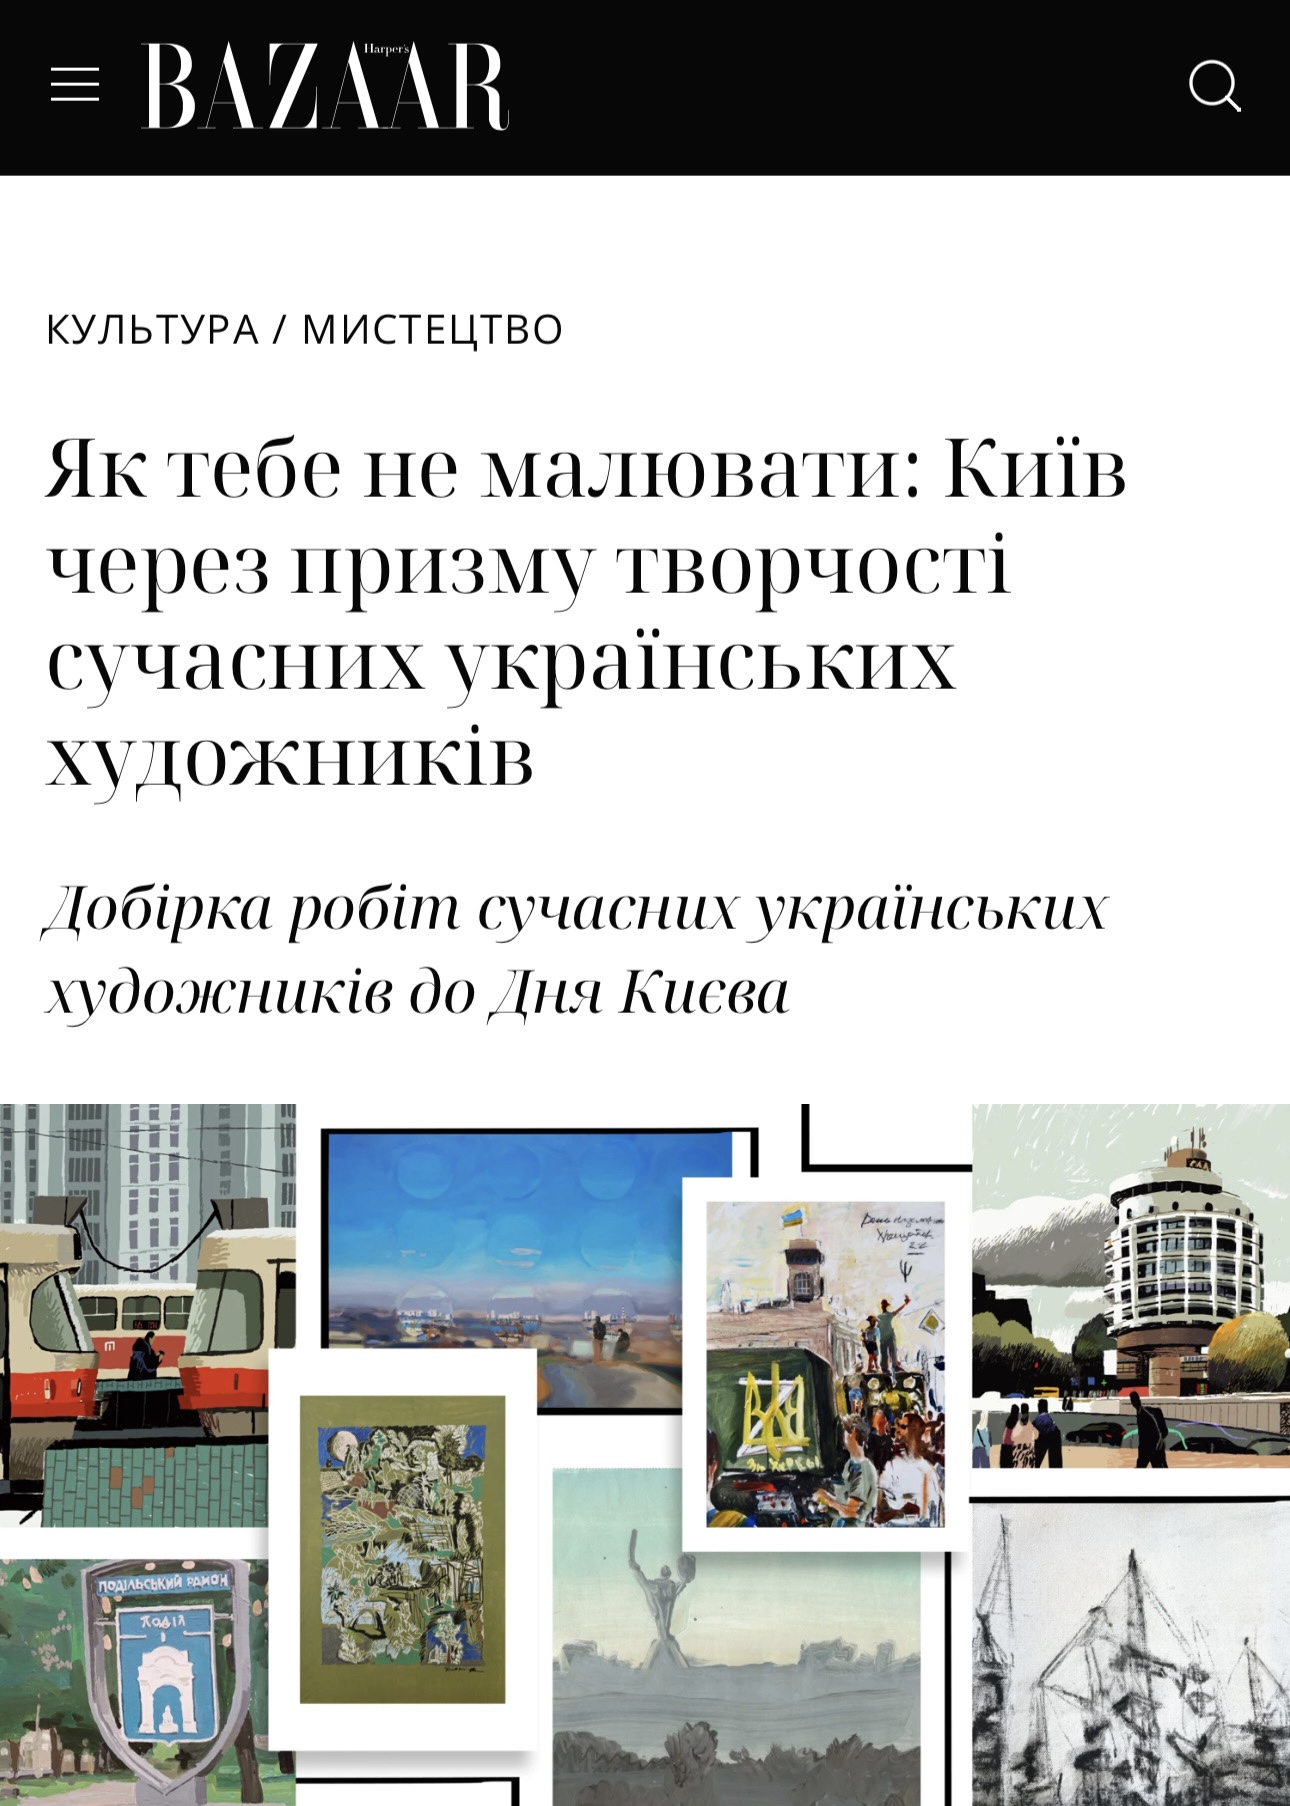 Harper's
BAZAAR
КУЛЬТУРА / МИСТЕЦТВО
Як тебе не малювати: Київ
через призму творчості
сучасних українських
художників
Добірка робіт сучасних українських
художників до Дня Києва
ПОДІЛЬСЬКИЙ РАЙОН
ПОДІЛ